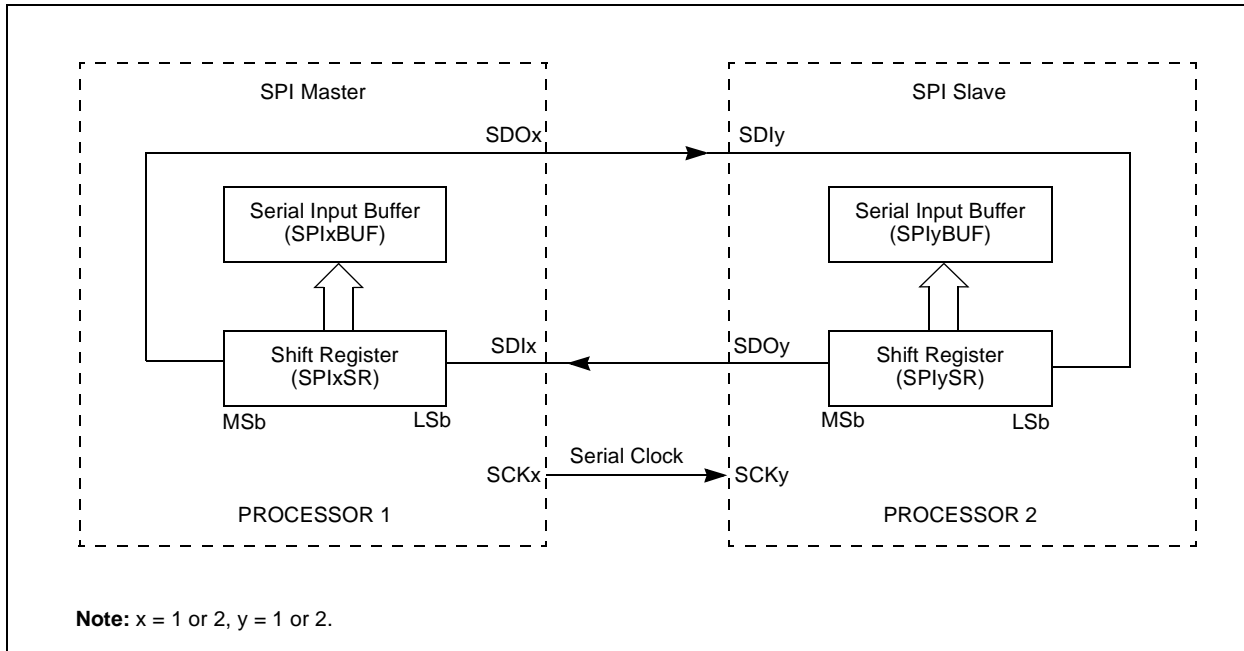 SPI Master
SPI Slave
SDOx
SDIy
Serial Input Buffer
(SPIxBUF)
Serial Input Buffer
(SPIyBUF)
Shift Register
(SPIxSR)
SDIx
SDOy
Shift Register
(SPIySR)
MSb
LSb
MSb
LSb
Serial Clock
SCKx
SCKy
PROCESSOR 1
PROCESSOR 2
Note: x = 1 or 2, y = 1 or 2.